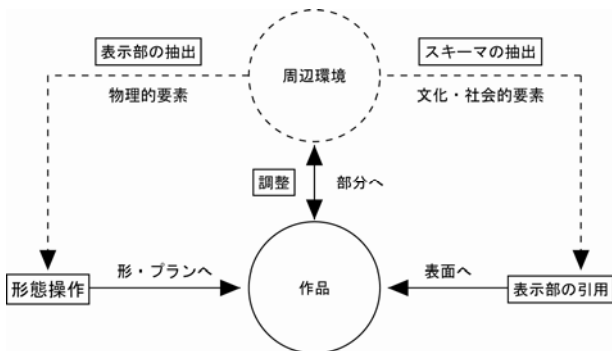 表示部の抽出
スキーマの抽出
周辺環境
物理的要素
文化・社会的要素
調整
部分へ
形・プランへ
表面へ
形態操作
作品
表示部の引用